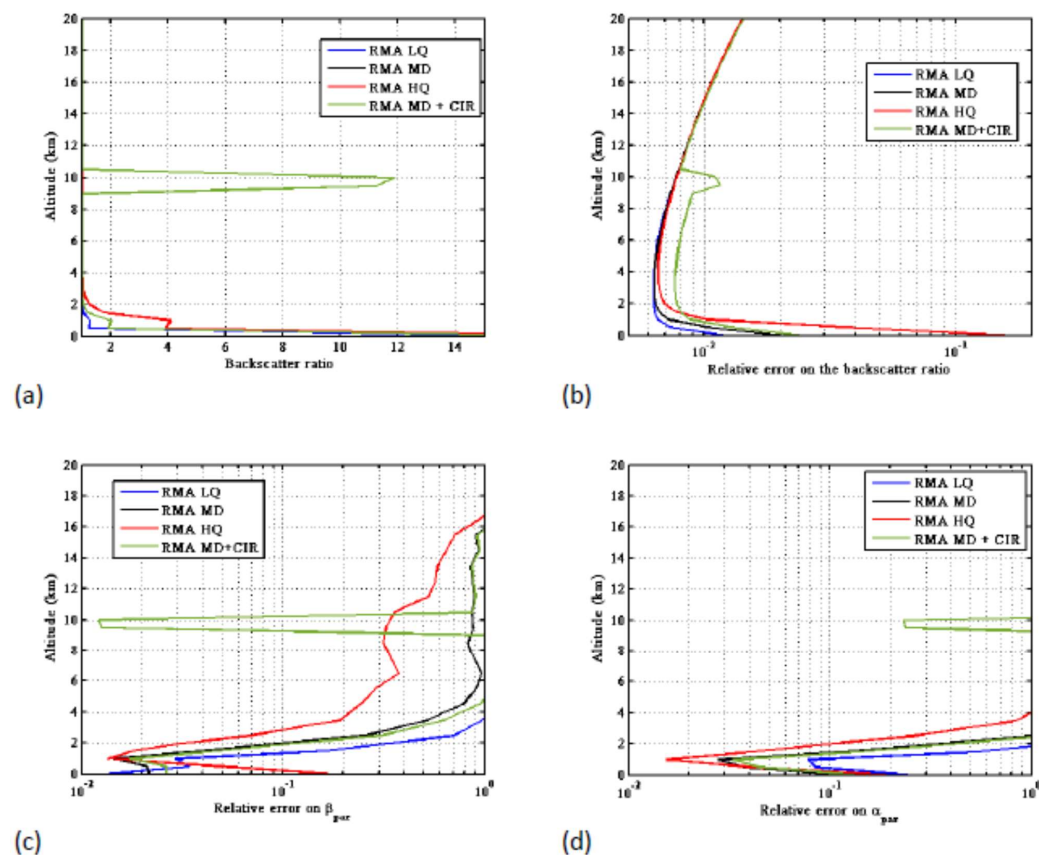 20
18
16
14
12
10
8
6
4
2
0
Altitude (km)
RMA LQ
RMA MD
RMA HQ
RMA MD + CIR
2 4 6 8 10 12 14
Backscatter ratio
(a)
20
18
16
14
12
10
8
6
4
2
0
Altitude (km)
RMA LQ
RMA MD
RMA HQ
RMA MD+CIR
10⁻² 10⁻¹
Relative error on the backscatter ratio
(b)
20
18
16
14
12
10
8
6
4
2
0
Altitude (km)
RMA LQ
RMA MD
RMA HQ
RMA MD+CIR
10⁻² 10⁻¹ 10⁰
Relative error on βpar
(c)
20
18
16
14
12
10
8
6
4
2
0
Altitude (km)
RMA LQ
RMA MD
RMA HQ
RMA MD + CIR
10⁻² 10⁻¹ 10⁰
Relative error on αpar
(d)